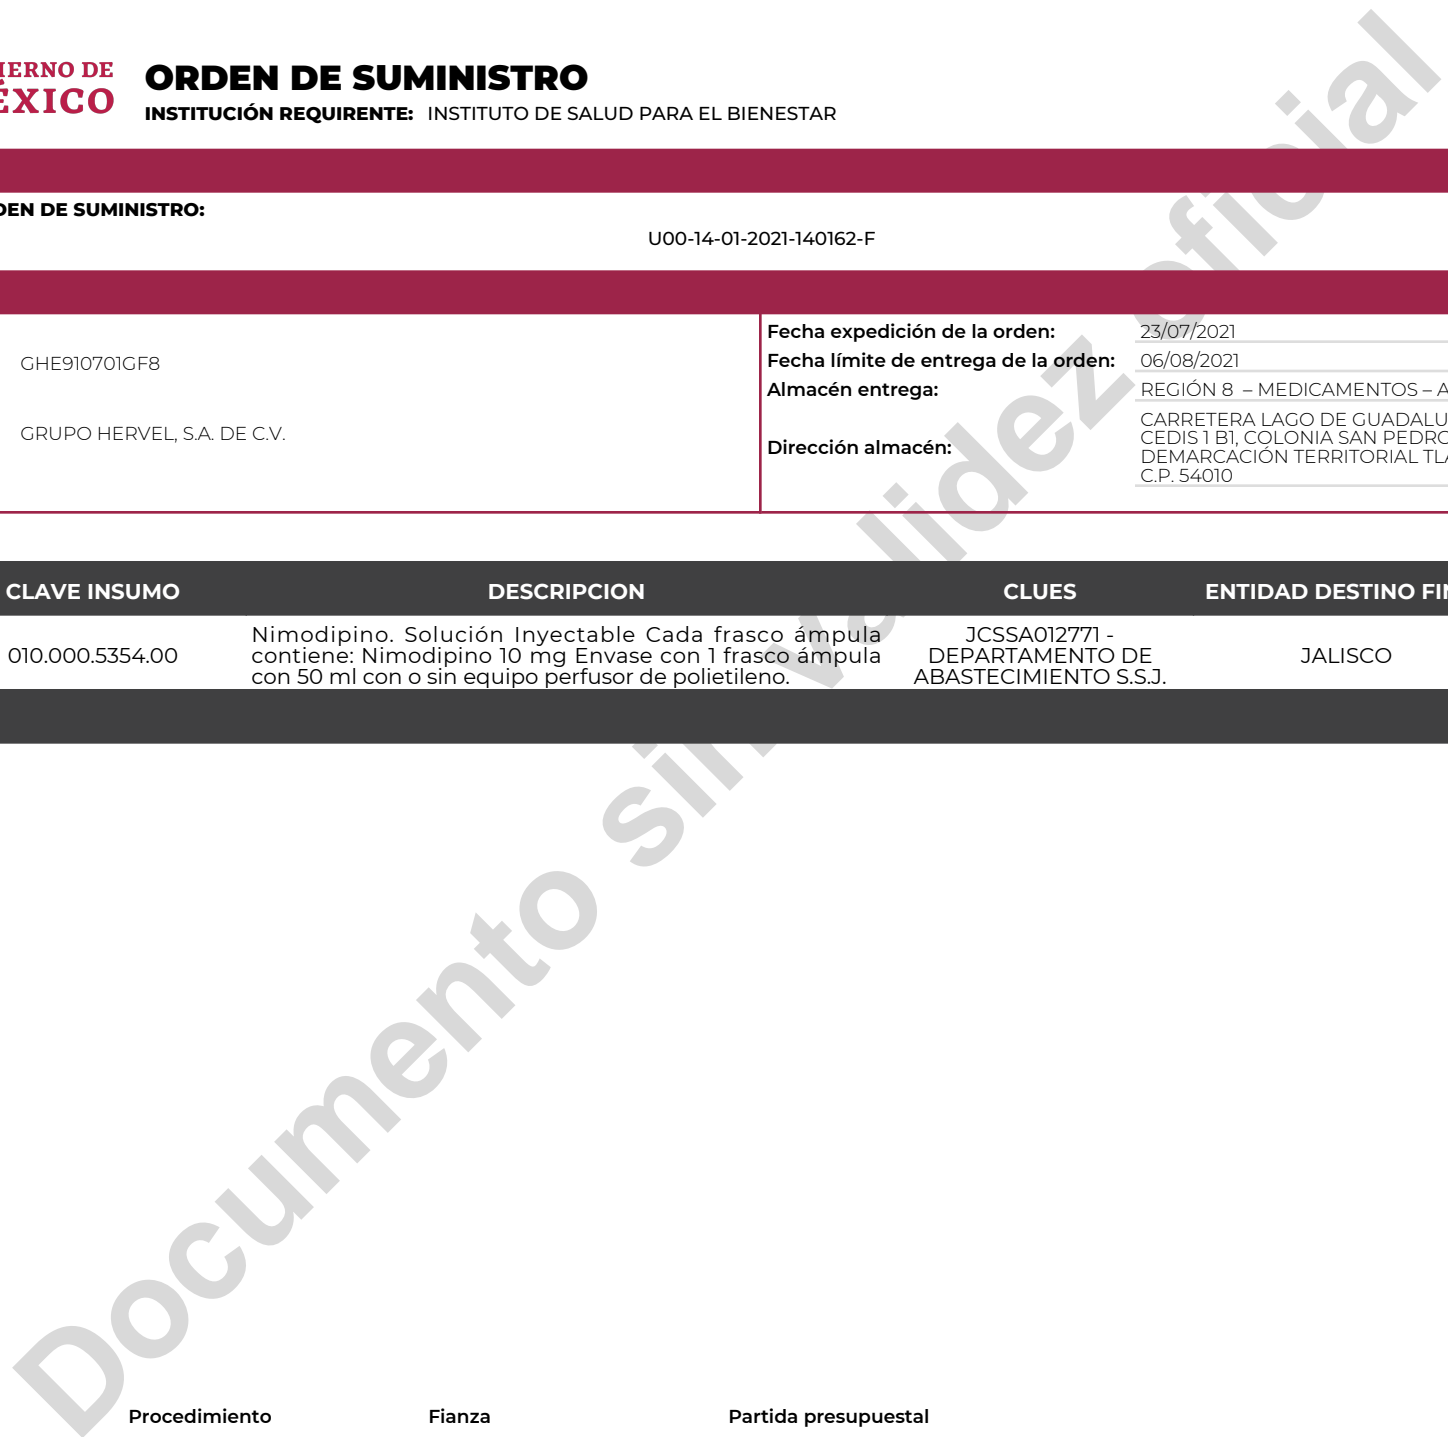 IERNO DE
ÉXICO
ORDEN DE SUMINISTRO
INSTITUCIÓN REQUIRENTE: INSTITUTO DE SALUD PARA EL BIENESTAR
DEN DE SUMINISTRO:
U00-14-01-2021-140162-F
GHE910701GF8
GRUPO HERVEL, S.A. DE C.V.
Fecha expedición de la orden: 23/07/2021
Fecha límite de entrega de la orden: 06/08/2021
Almacén entrega: REGIÓN 8 – MEDICAMENTOS – A
Dirección almacén:
CARRETERA LAGO DE GUADALU
CEDIS 1 B1, COLONIA SAN PEDRO
DEMARCACIÓN TERRITORIAL TLA
C.P. 54010
CLAVE INSUMO DESCRIPCION CLUES ENTIDAD DESTINO FIN
010.000.5354.00
Nimodipino. Solución Inyectable Cada frasco ámpula
contiene: Nimodipino 10 mg Envase con 1 frasco ámpula
con 50 ml con o sin equipo perfusor de polietileno.
JCSSA012771 -
DEPARTAMENTO DE
ABASTECIMIENTO S.S.J.
JALISCO
Documento sin validez oficial
Procedimiento Fianza Partida presupuestal